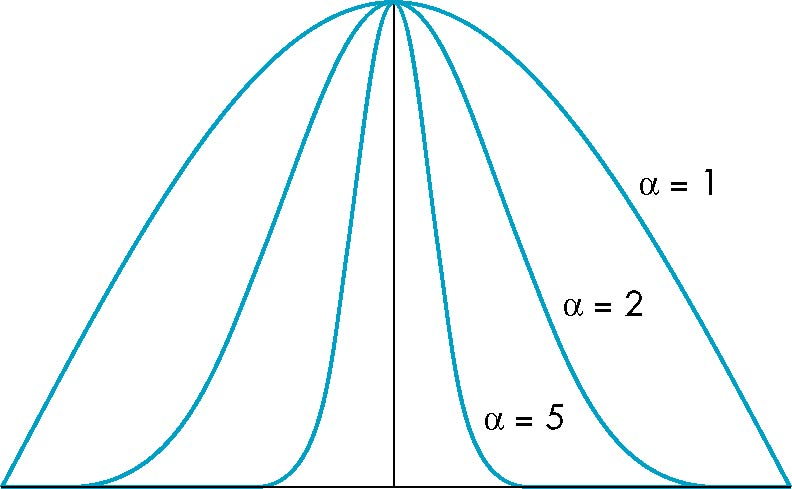 α = 1
α = 2
α = 5